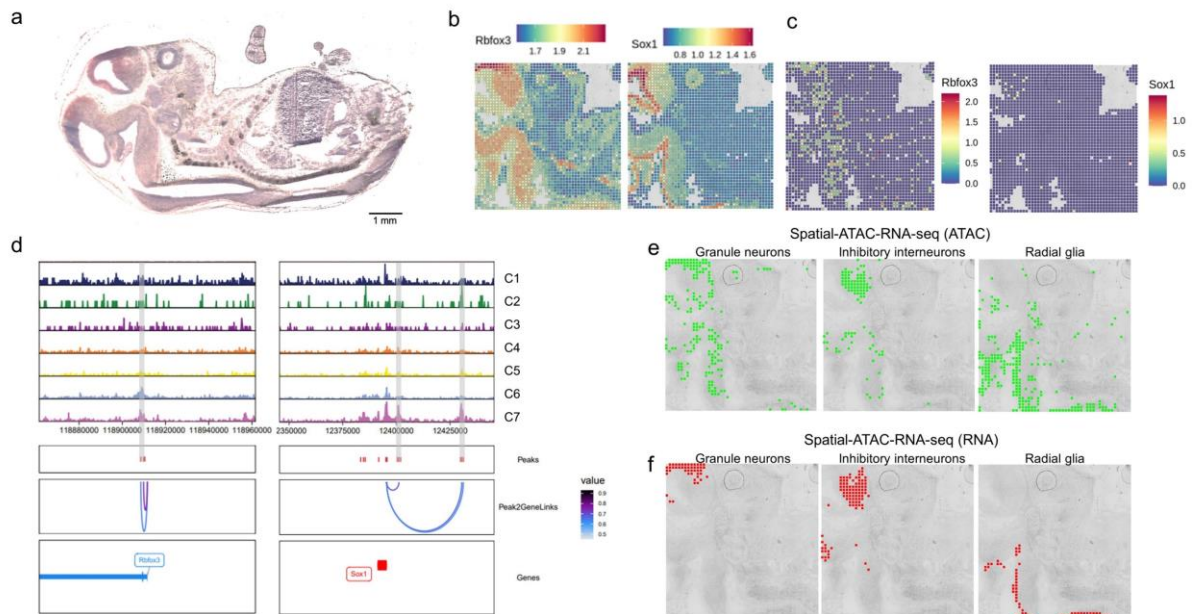 a
1 mm
b
Rbfox3
1.7 1.9 2.1
Sox1
0.8 1.0 1.2 1.4 1.6
c
Rbfox3
2.0
1.5
1.0
0.5
0.0
Sox1
1.0
0.5
0.0
d
C1
C2
C3
C4
C5
C6
C7
118880000 118900000 118920000 118940000 118960000
2350000 12375000 12400000 12425000
Peaks
Peak2GeneLinks
value
0.9
0.8
0.7
0.6
0.5
Rbfox3
Sox1
Genes
Spatial-ATAC-RNA-seq (ATAC)
e
Granule neurons Inhibitory interneurons Radial glia
Spatial-ATAC-RNA-seq (RNA)
f
Granule neurons Inhibitory interneurons Radial glia